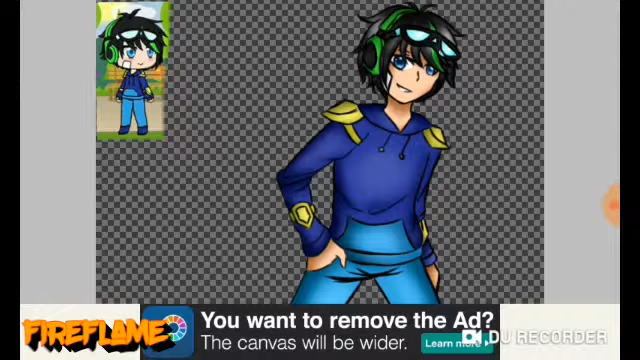 You want to remove the Ad?
The canvas will be wider.
Learn more
DU RECORDER
FIREFLAME